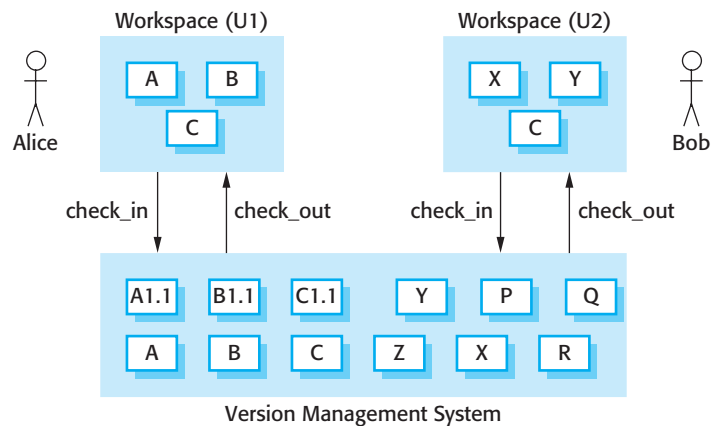 Workspace (U1)
Workspace (U2)
A
B
C
X
Y
C
Alice
Bob
check_in
check_out
check_in
check_out
A1.1
B1.1
C1.1
Y
P
Q
A
B
C
Z
X
R
Version Management System